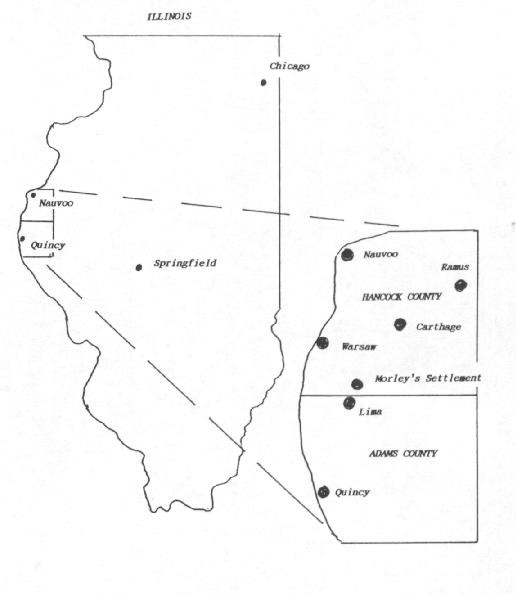 ILLINOIS
Chicago
Nauvoo
Quincy
Springfield
Nauvoo
Ramus
HANCOCK COUNTY
Carthage
Warsaw
Morley's Settlement
Lima
ADAMS COUNTY
Quincy